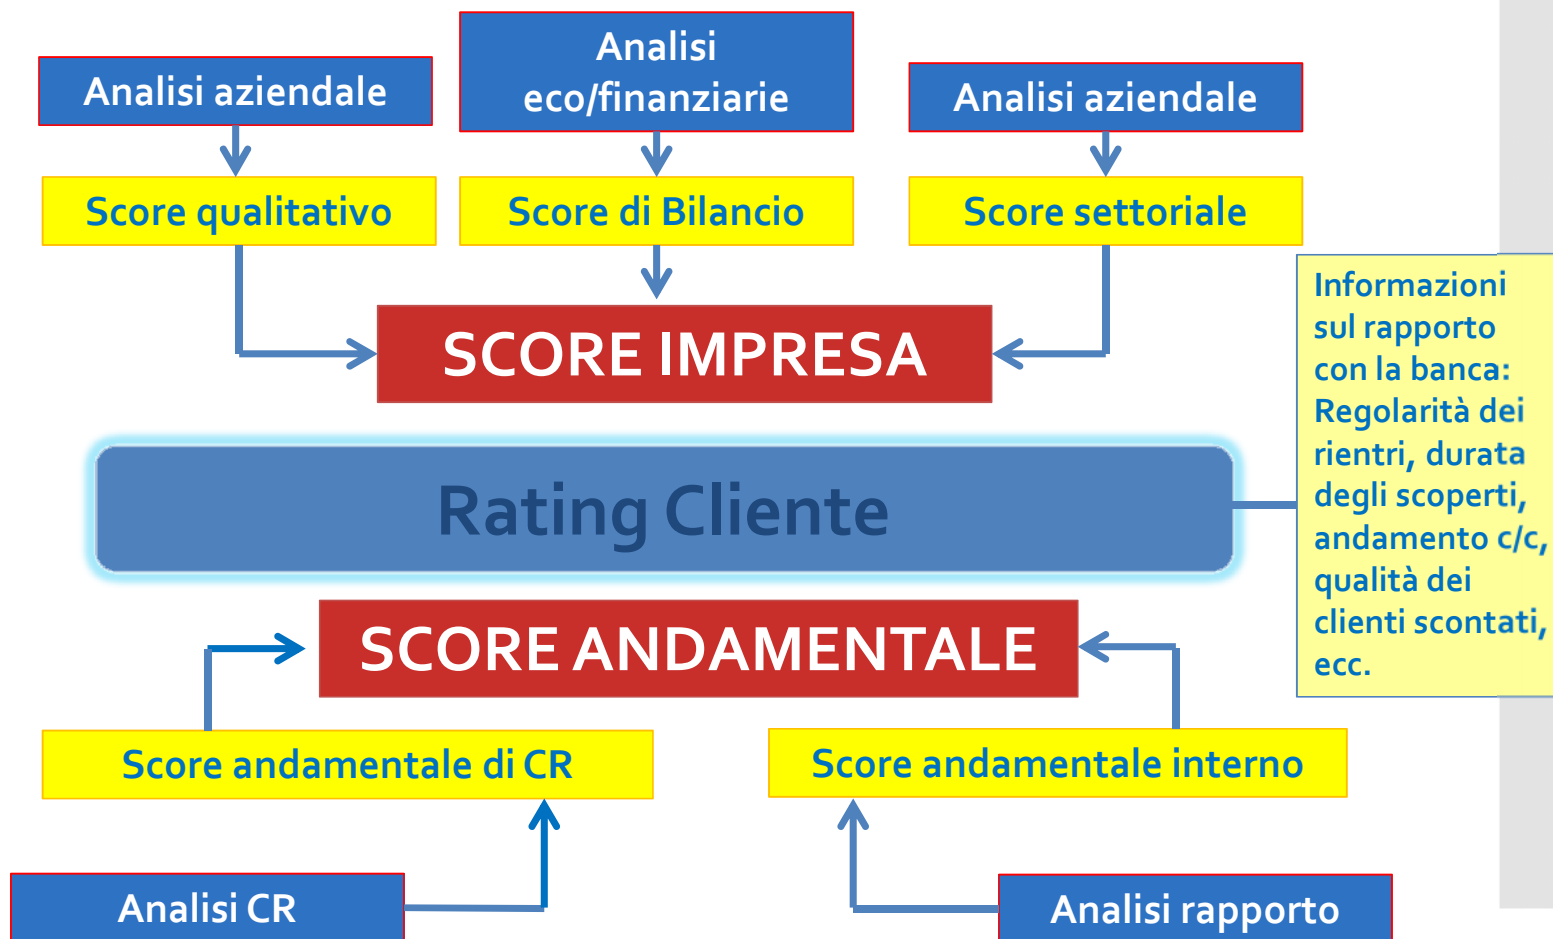 Analisi aziendale
Analisi
eco/finanziarie
Analisi aziendale
Score qualitativo
Score di Bilancio
Score settoriale
SCORE IMPRESA
Informazioni
sul rapporto
con la banca:
Regolarità dei
rientri, durata
degli scoperti,
andamento c/c,
qualità dei
clienti scontati,
ecc.
Rating Cliente
SCORE ANDAMENTALE
Score andamentale di CR
Score andamentale interno
Analisi CR
Analisi rapporto